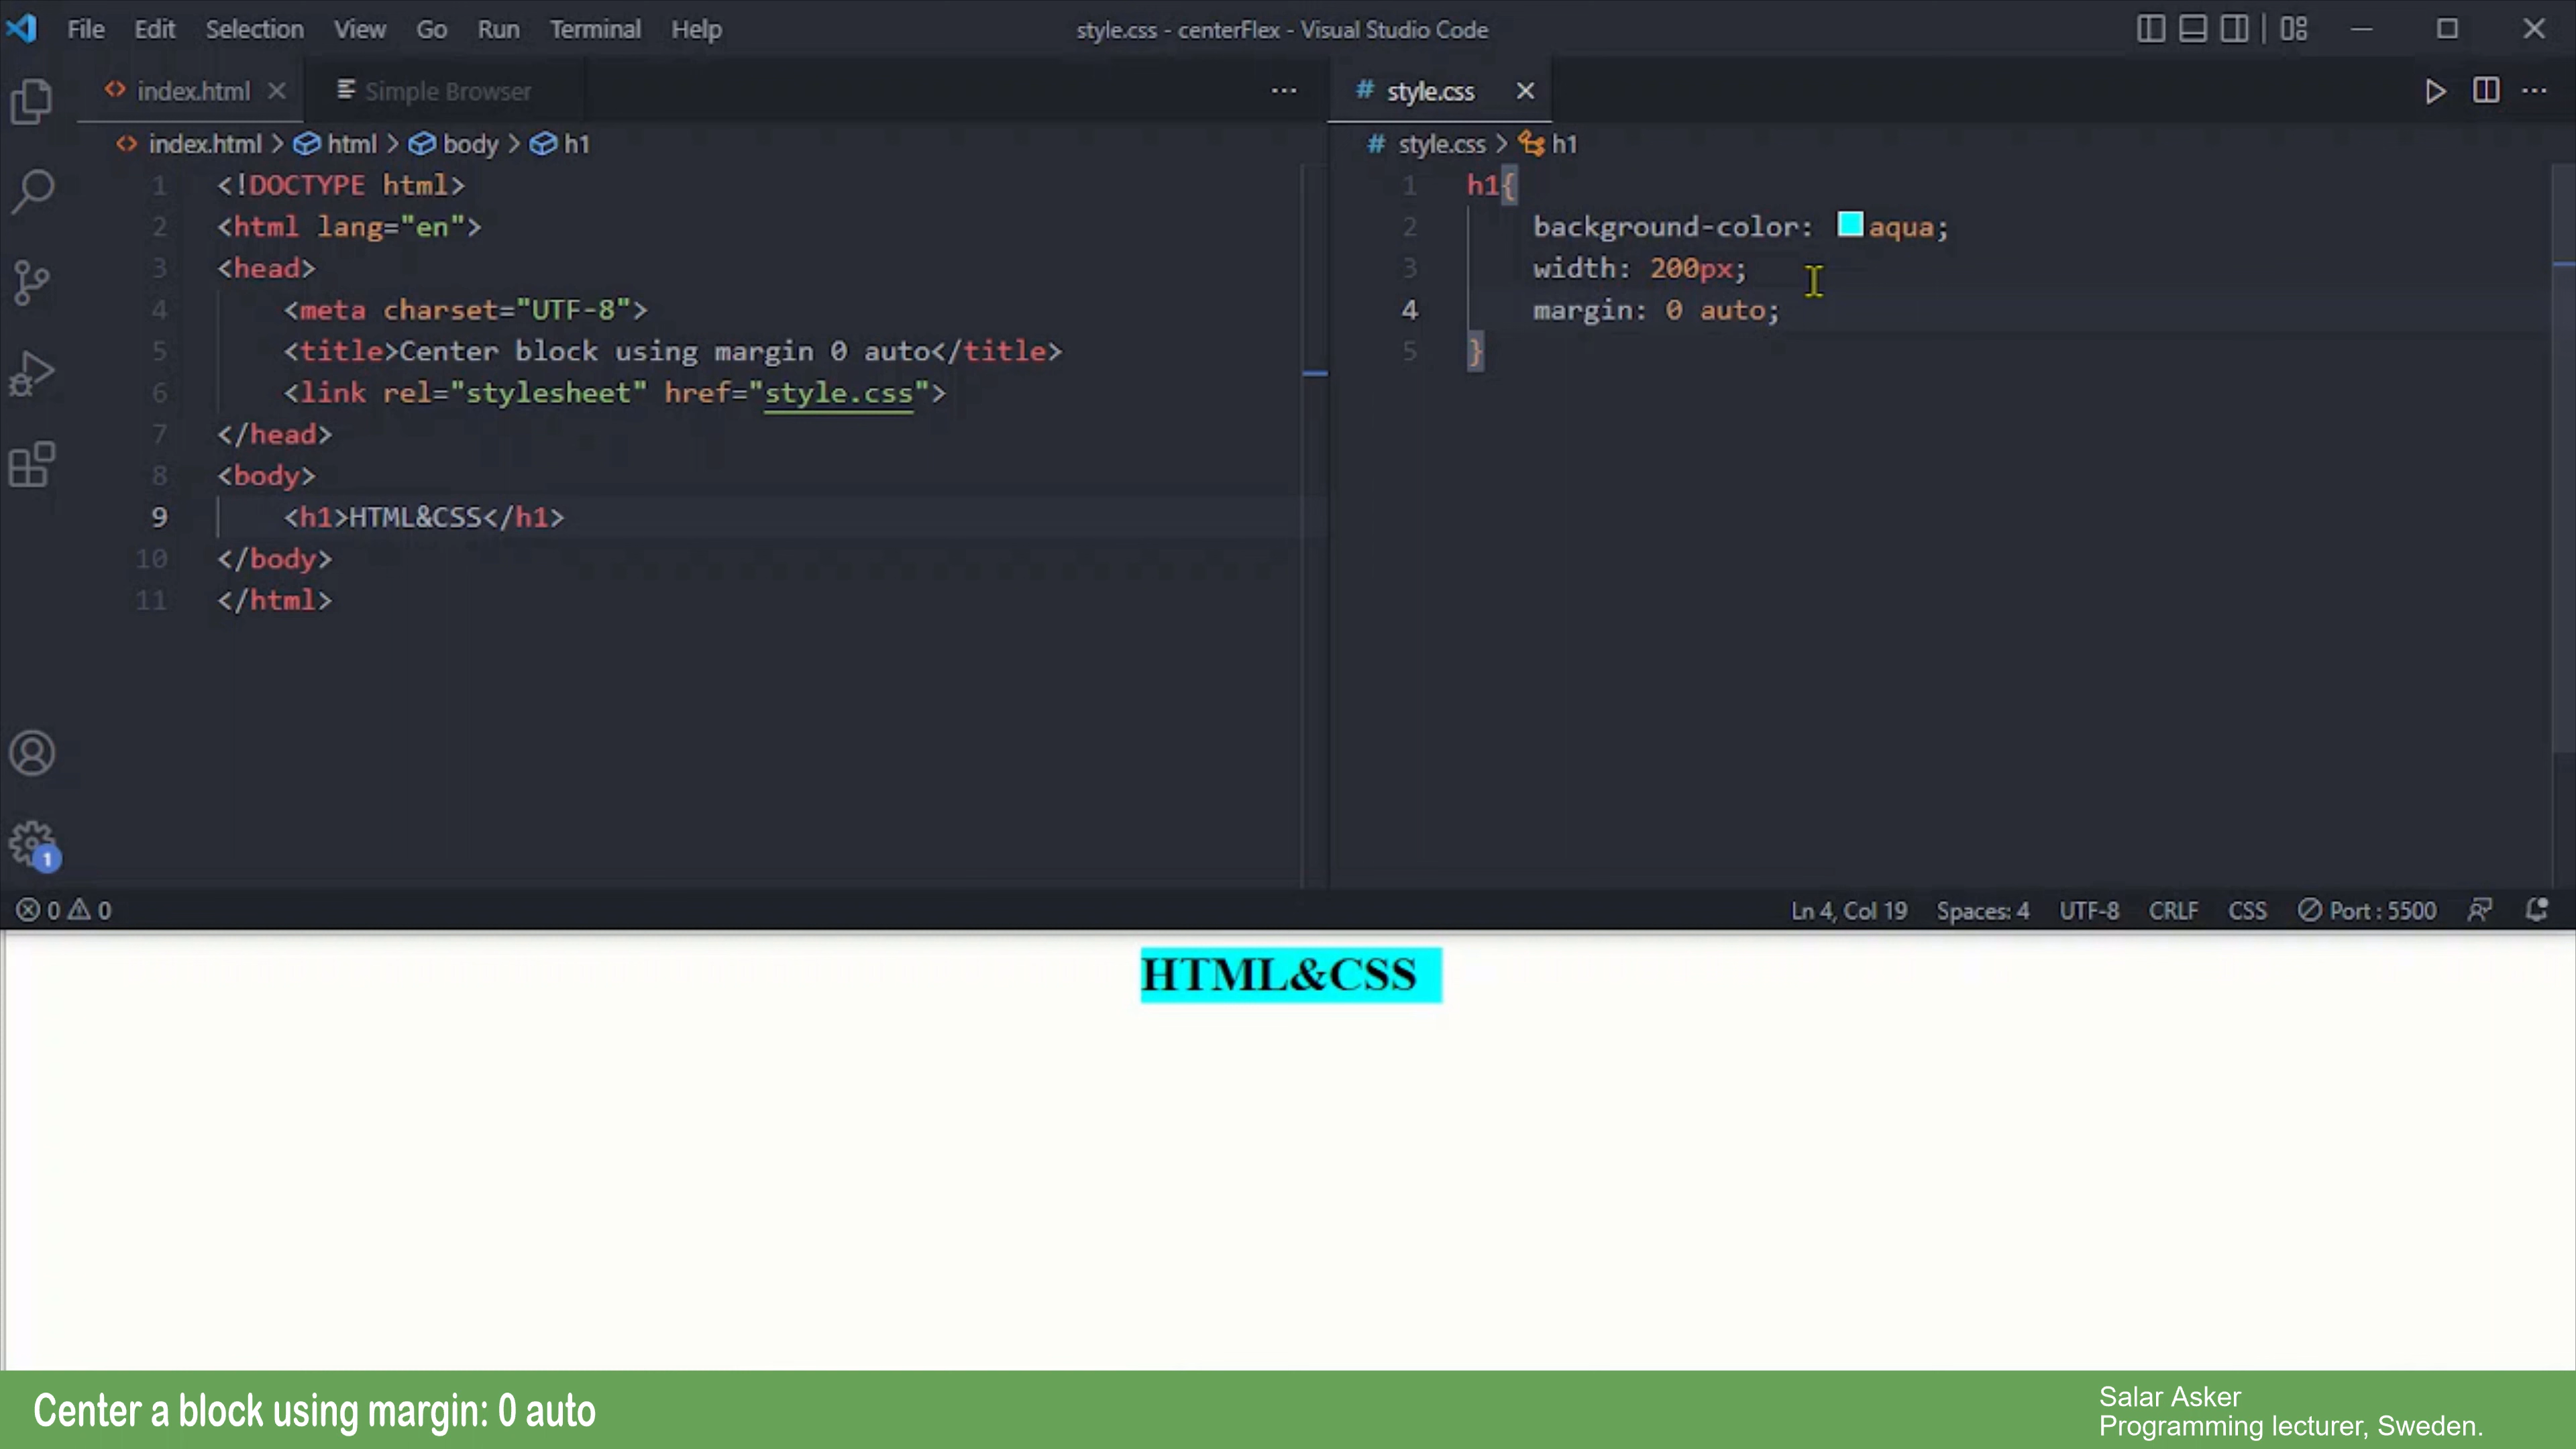 File Edit Selection View Go Run Terminal Help
style.css - centerFlex - Visual Studio Code
index.html
Simple Browser
index.html > html > body > h1
1 <!DOCTYPE html>
2 <html lang="en">
3 <head>
4 <meta charset="UTF-8">
5 <title>Center block using margin 0 auto</title>
6 <link rel="stylesheet" href="style.css">
7 </head>
8 <body>
9 <h1>HTML&CSS</h1>
10 </body>
11 </html>
# style.css
# style.css > h1
1 h1{
2 background-color: aqua;
3 width: 200px;
4 margin: 0 auto;
5 }
1
0 0
Ln 4, Col 19 Spaces: 4 UTF-8 CRLF CSS Port : 5500
HTML&CSS
Center a block using margin: 0 auto
Salar Asker
Programming lecturer, Sweden.